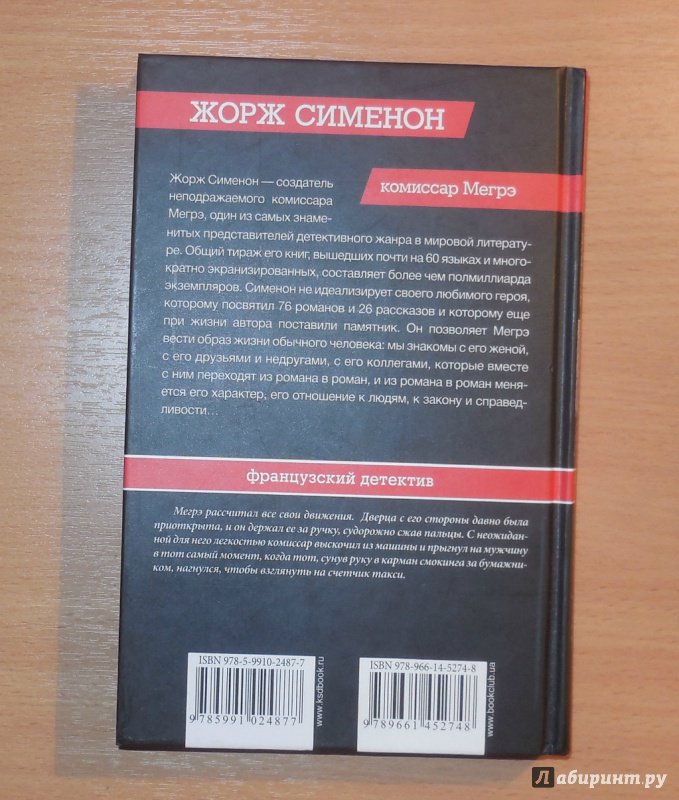 ЖОРЖ СИМЕНОН
комиссар Мегрэ
Жорж Сименон — создатель
неподражаемого комиссара
Мегрэ, один из самых знаме-
нитых представителей детективного жанра в мировой литерату-
ре. Общий тираж его книг, вышедших почти на 60 языках и много-
кратно экранизированных, составляет более чем полмиллиарда
экземпляров. Сименон не идеализирует своего любимого героя,
которому посвятил 76 романов и 26 рассказов и которому еще
при жизни автора поставили памятник. Он позволяет Мегрэ
вести образ жизни обычного человека: мы знакомы с его женой,
с его друзьями и недругами, с его коллегами, которые вместе
с ним переходят из романа в роман, и из романа в роман меня-
ется его характер, его отношение к людям, к закону и справед-
ливости...
французский детектив
Мегрэ рассчитал все свои движения. Дверца с его стороны давно была
приоткрыта, и он держал ее за ручку, судорожно сжав пальцы. С неожидан-
ной для него легкостью комиссар выскочил из машины и прыгнул на мужчину
в тот самый момент, когда тот, сунув руку в карман смокинга за бумажни-
ком, нагнулся, чтобы взглянуть на счетчик такси.
ISBN 978-5-9910-2487-7
9 785991 024877
www.ksdbook.ru
ISBN 978-966-14-5274-8
9 789661 452748
www.bookclub.ua
Лабиринт.ру